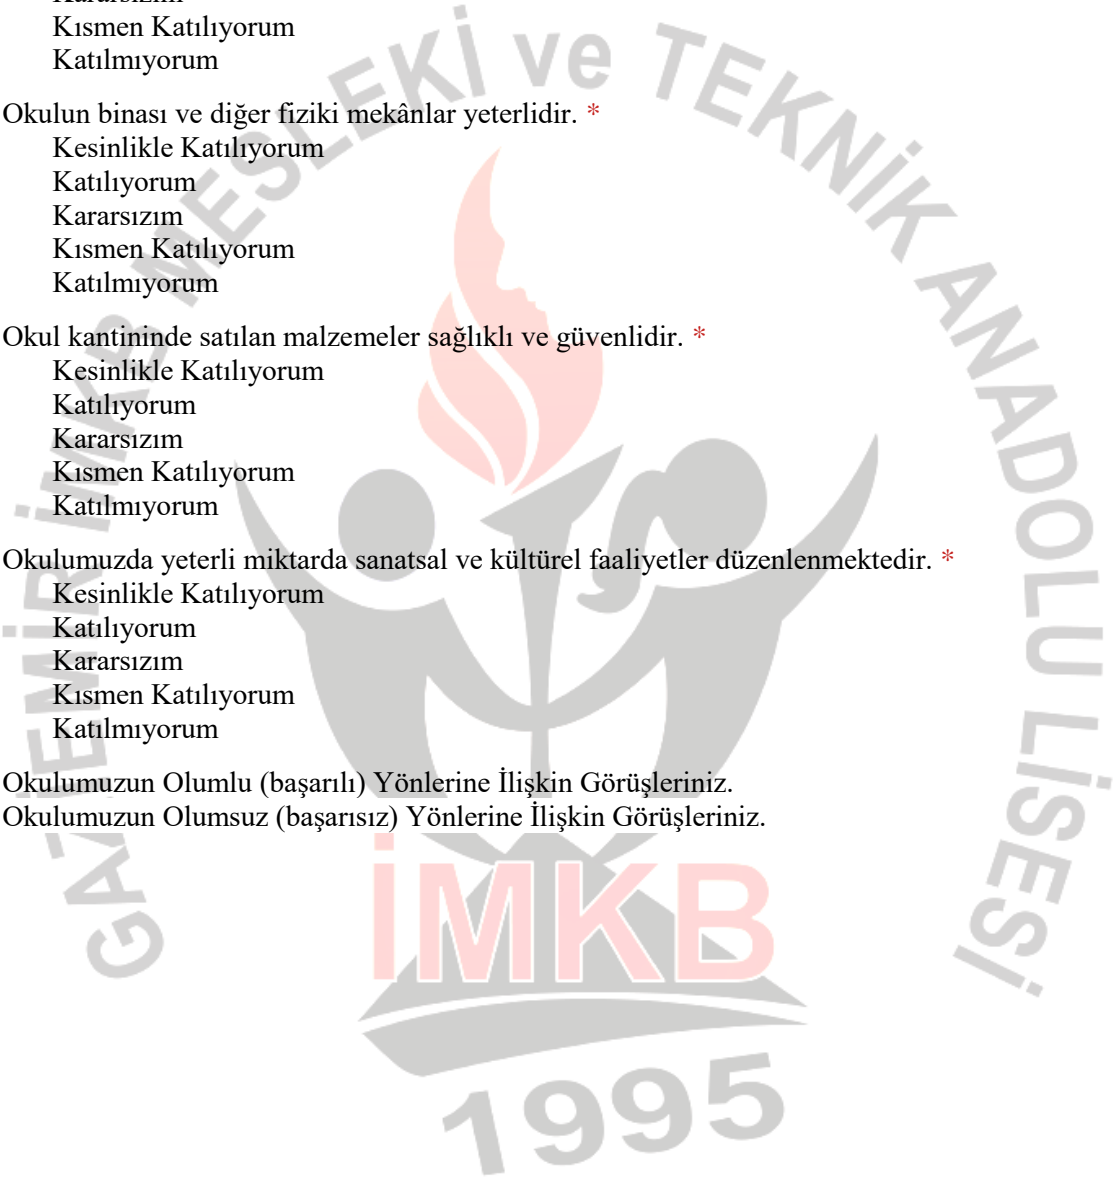 Kısmen Katılıyorum
Katılmıyorum
Okulun binası ve diğer fiziki mekânlar yeterlidir. *
Kesinlikle Katılıyorum
Katılıyorum
Kararsızım
Kısmen Katılıyorum
Katılmıyorum
Okul kantininde satılan malzemeler sağlıklı ve güvenlidir. *
Kesinlikle Katılıyorum
Katılıyorum
Kararsızım
Kısmen Katılıyorum
Katılmıyorum
Okulumuzda yeterli miktarda sanatsal ve kültürel faaliyetler düzenlenmektedir. *
Kesinlikle Katılıyorum
Katılıyorum
Kararsızım
Kısmen Katılıyorum
Katılmıyorum
Okulumuzun Olumlu (başarılı) Yönlerine İlişkin Görüşleriniz.
Okulumuzun Olumsuz (başarısız) Yönlerine İlişkin Görüşleriniz.
GAZİEMİR İMKB MESLEKİ ve TEKNİK ANADOLU LİSESİ
İMKB
1995